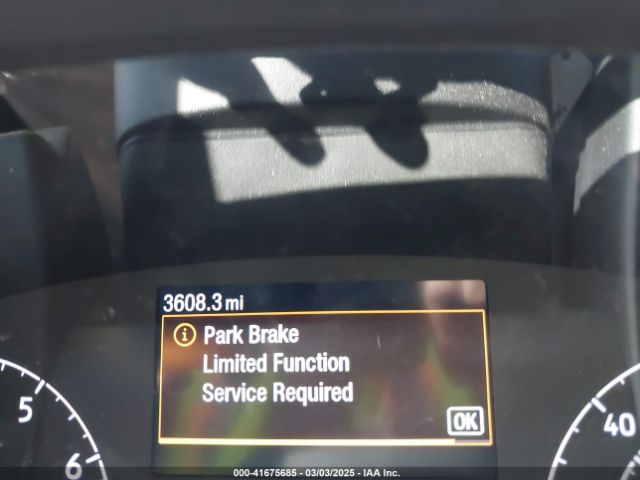 3608.3 mi
Park Brake
Limited Function
Service Required
OK
5
6
40
000-41675685 - 03/03/2025 - IAA Inc.